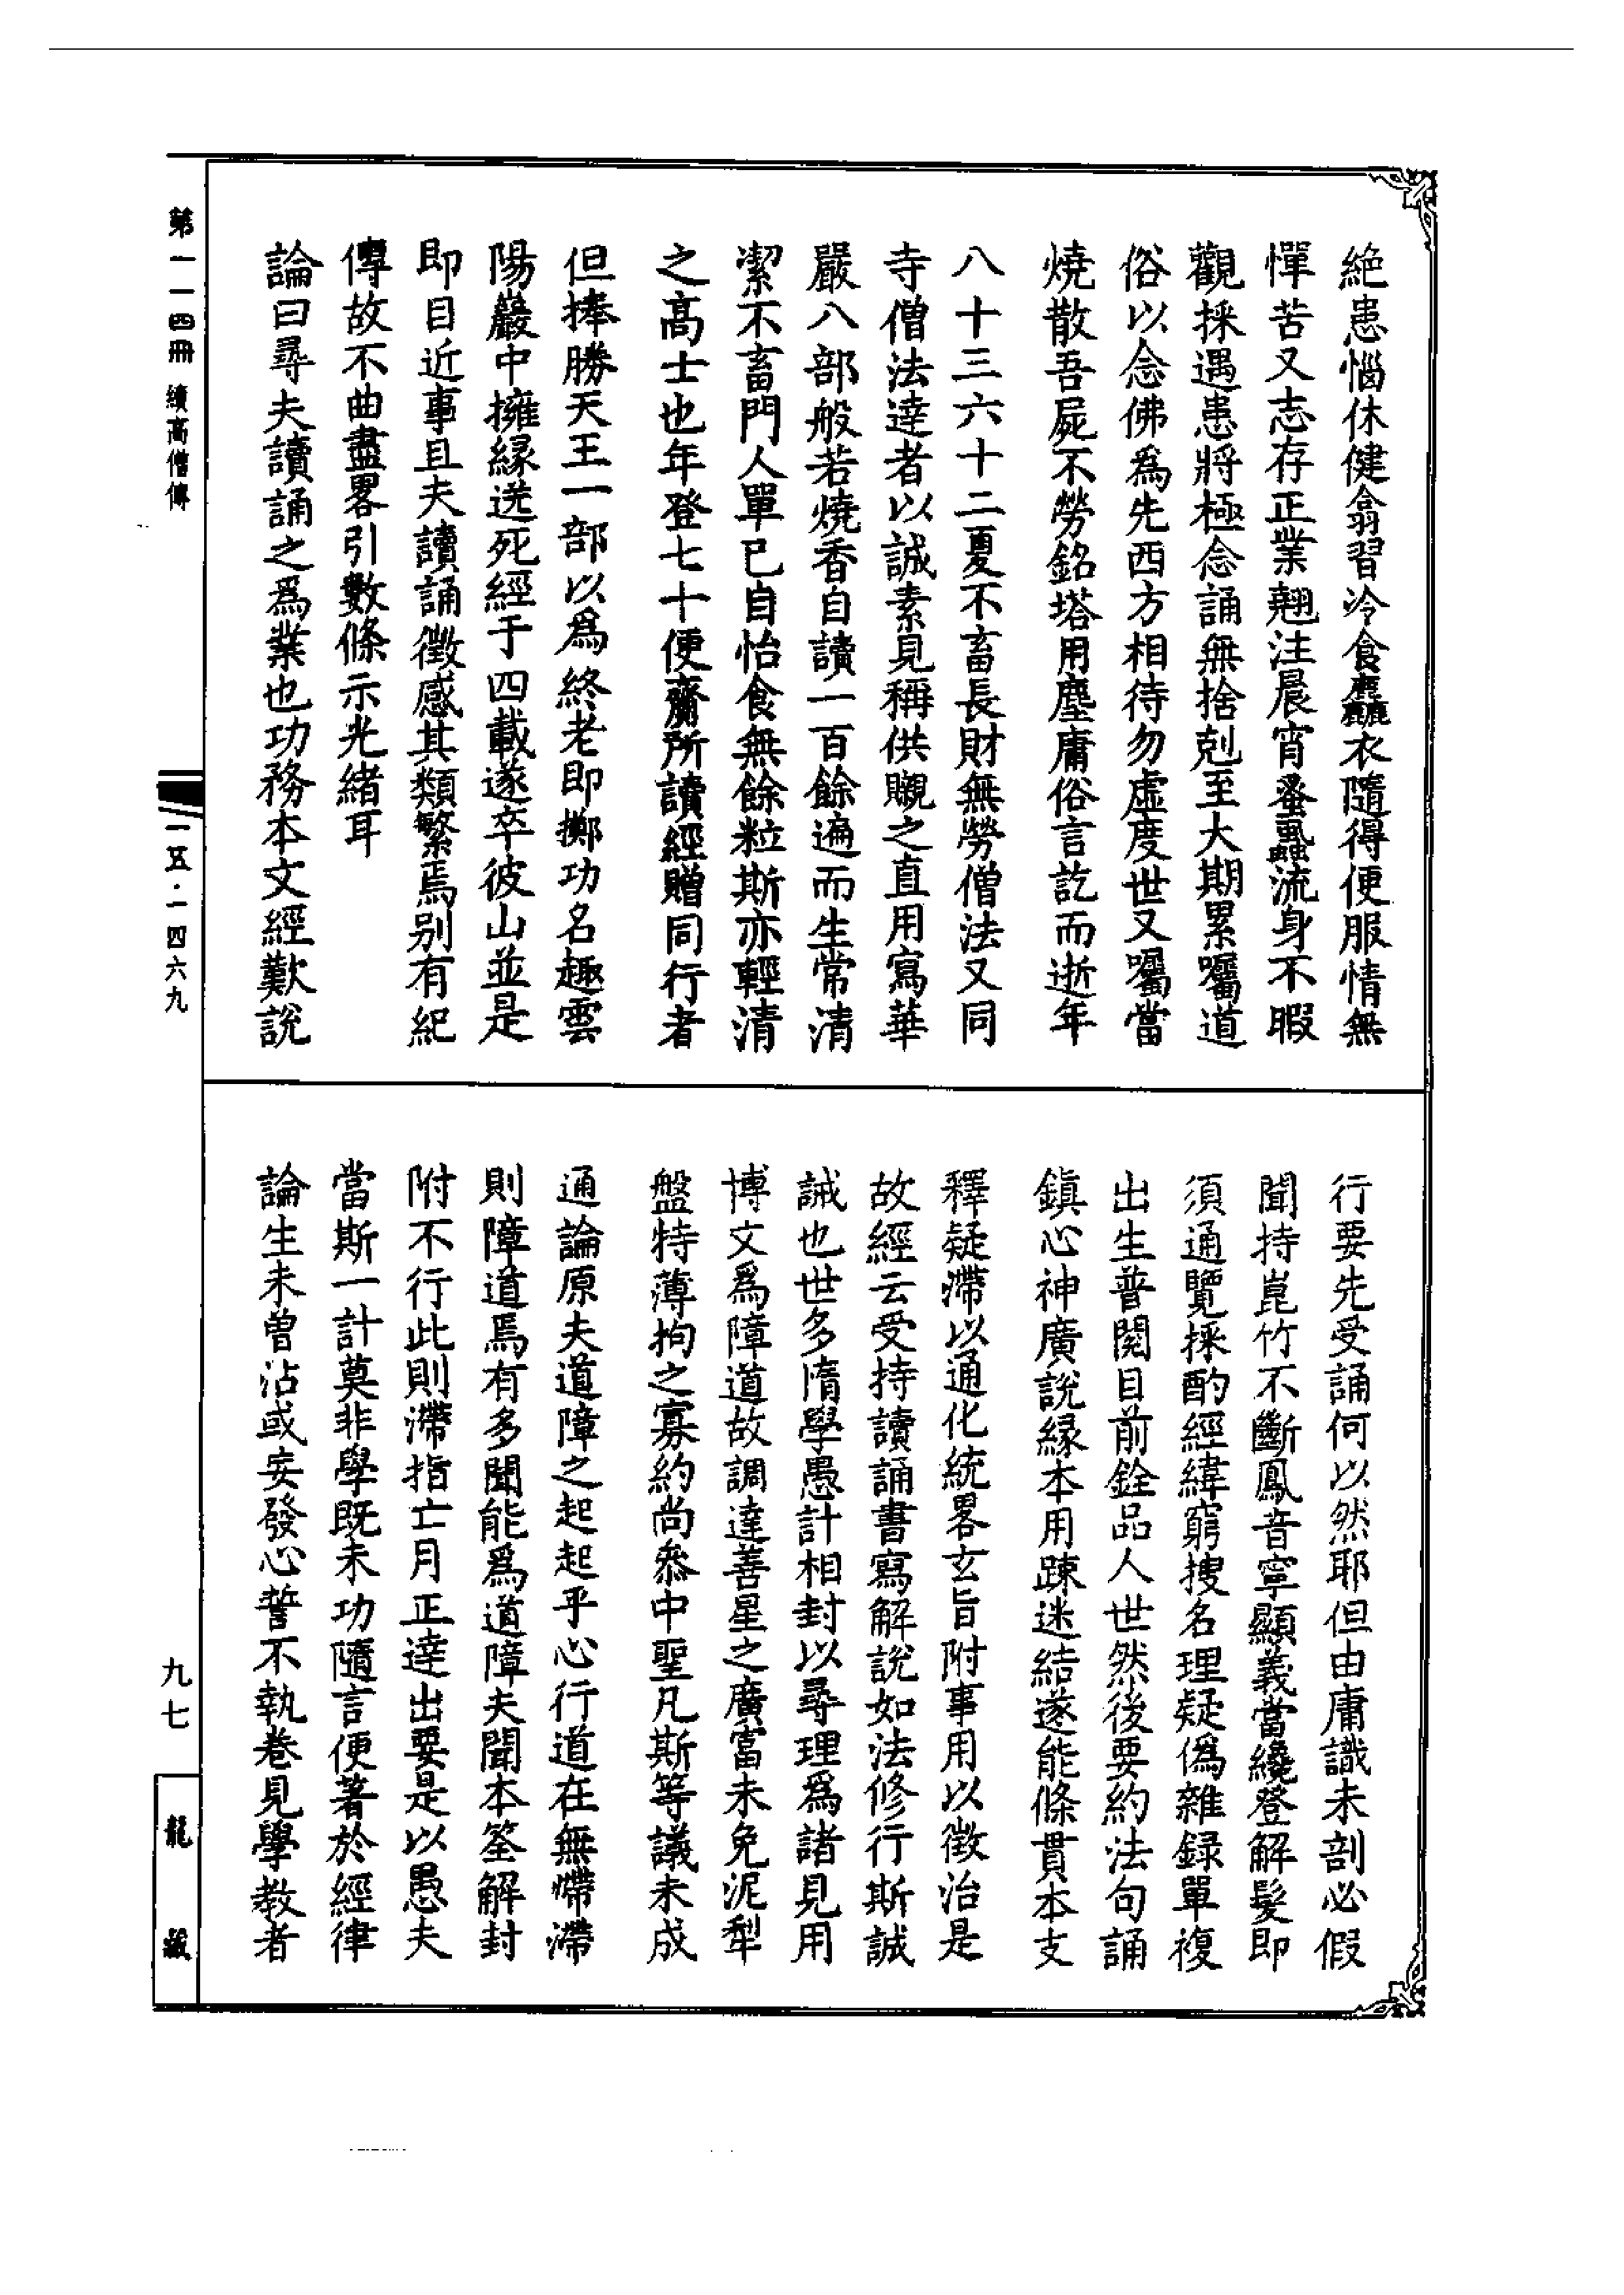 絶患惱休健翕習冷食麤衣隨得便服情無
憚苦又志存正業翹注晨宵蚤蝨流身不暇
觀採遇患將極念誦無捨剋至大期累囑道
俗以念佛爲先西方相待勿虛度世又囑當
燒散吾屍不勞銘塔用塵庸俗言訖而逝年
八十三六十二夏不畜長財無勞僧法又同
寺僧法達者以誠素見稱供䞋之直用寫華
嚴八部般若燒香自讀一百餘遍而生常清
潔不畜門人單已自怡食無餘粒斯亦輕清
之高士也年登七十便齎所讀經贈同行者
但捧勝天王一部以爲終老即擲功名趣雲
陽巖中擁緣送死經于四載遂卒彼山並是
即目近事且夫讀誦徵感其類繁焉别有紀
傳故不曲盡畧引數條示光緒耳
論曰尋夫讀誦之爲業也功務本文經歎說
行要先受誦何以然耶但由庸識未剖必假
聞持崑竹不斷鳳音寧顯義當纔登解髮即
須通覽採酌經緯窮搜名理疑僞雜録單複
出生普閱目前銓品人世然後要約法句誦
鎮心神廣說緣本用疎迷結遂能條貫本支
釋疑滯以通化統畧玄旨附事用以徵治是
故經云受持讀誦書寫解說如法修行斯誠
誡也世多惰學愚計相封以尋理爲諸見用
博文爲障道故調達善星之廣富未免泥犁
盤特薄拘之寡約尚叅中聖凡斯等議未成
通論原夫道障之起起乎心行道在無㿃滯
則障道焉有多聞能爲道障夫聞本筌解封
附不行此則滯指亡月正達出要是以愚夫
當斯一計莫非學既未功隨言便著於經律
論生未曾沾或妄發心誓不執卷見學教者
第一一四冊 續高僧傳
一五·一四六九
九七
龍藏